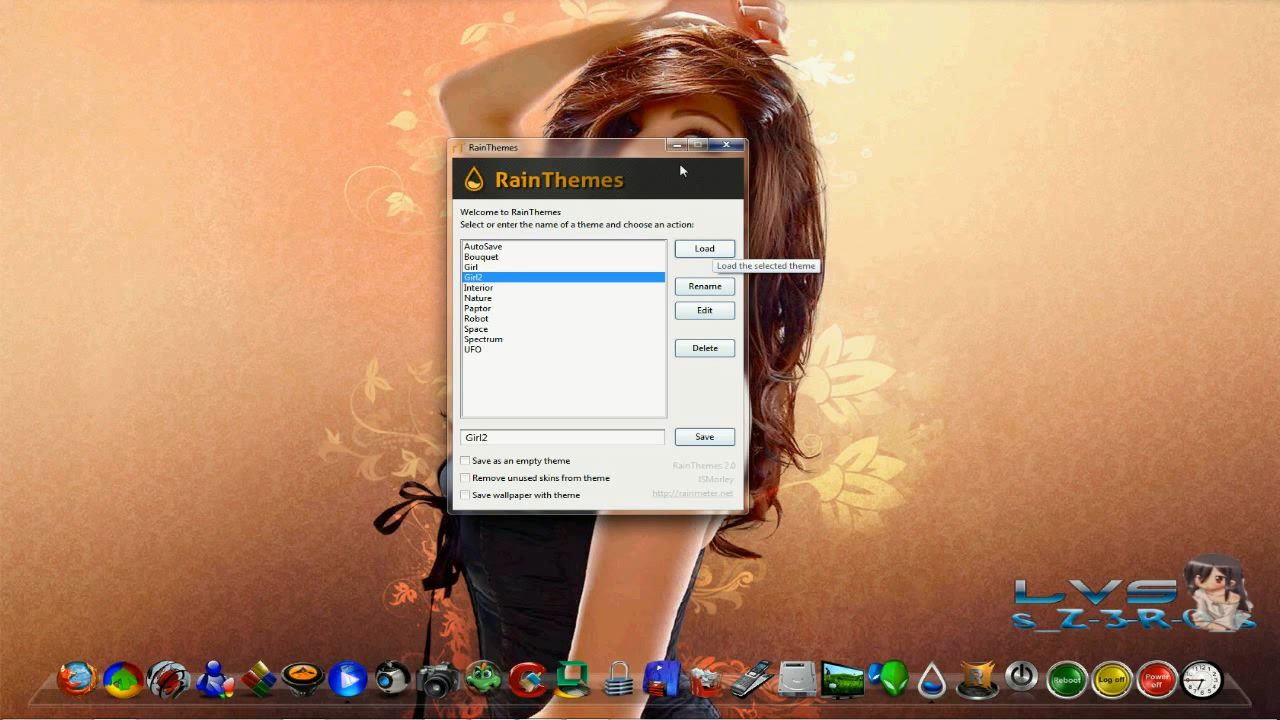 RainThemes
RainThemes
Welcome to RainThemes
Select or enter the name of a theme and choose an action:
AutoSave
Bouquet
Girl
Girl2
Interior
Nature
Paptor
Robot
Space
Spectrum
UFO
Load
Load the selected theme
Rename
Edit
Delete
Girl2
Save
Save as an empty theme
Remove unused skins from theme
Save wallpaper with theme
RainThemes 2.0
JSMorley
http://rainmeter.net
LVS
Reboot
Log off
Power
off